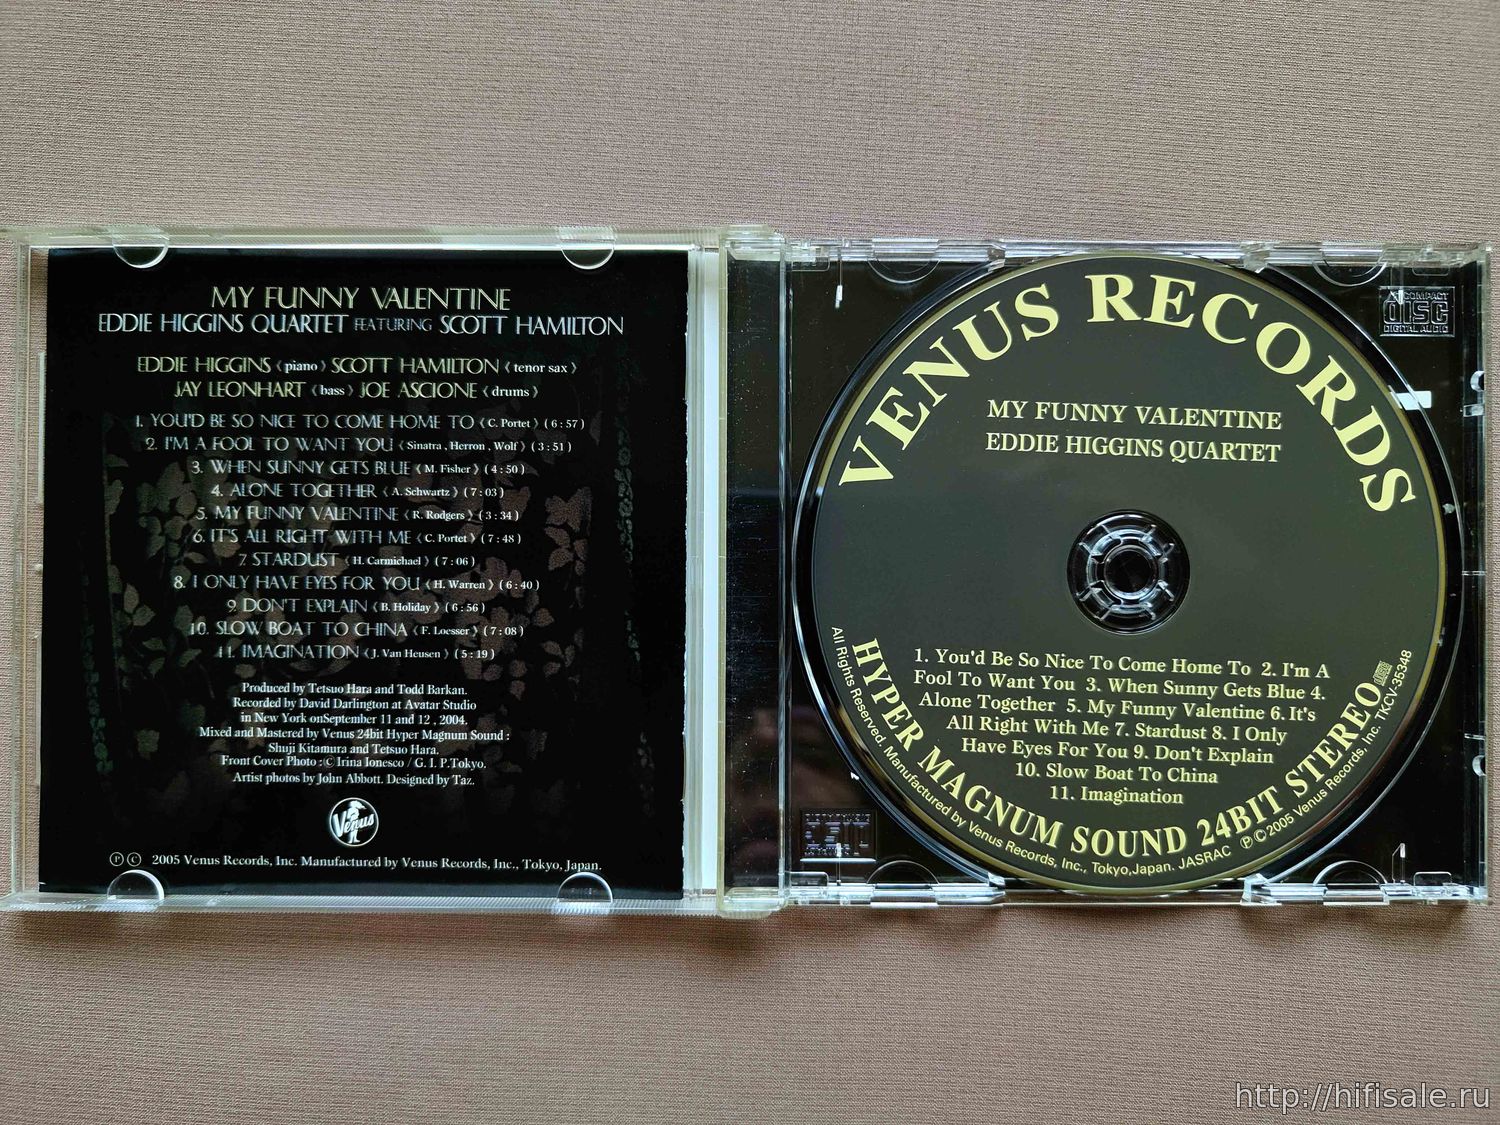 MY FUNNY VALENTINE
EDDIE HIGGINS QUARTET FEATURING SCOTT HAMILTON
EDDIE HIGGINS《piano》SCOTT HAMILTON《tenor sax》
JAY LEONHART《bass》JOE ASCIONE《drums》
1. YOU'D BE SO NICE TO COME HOME TO《C. Portet》(6:57)
2. I'M A FOOL TO WANT YOU《Sinatra, Herron, Wolf》(3:51)
3. WHEN SUNNY GETS BLUE《M. Fisher》(4:50)
4. ALONE TOGETHER《A. Schwartz》(7:03)
5. MY FUNNY VALENTINE《R. Rodgers》(3:34)
6. IT'S ALL RIGHT WITH ME《C. Portet》(7:48)
7. STARDUST《H. Carmichael》(7:06)
8. I ONLY HAVE EYES FOR YOU《H. Warren》(6:40)
9. DON'T EXPLAIN《B. Holiday》(6:56)
10. SLOW BOAT TO CHINA《F. Loesser》(7:08)
11. IMAGINATION《J. Van Heusen》(5:19)
Produced by Tetsuo Hara and Todd Barkan.
Recorded by David Darlington at Avatar Studio
in New York onSeptember 11 and 12, 2004.
Mixed and Mastered by Venus 24bit Hyper Magnum Sound:
Shuji Kitamura and Tetsuo Hara.
Front Cover Photo:© Irina Ionesco / G. I. P.Tokyo.
Artist photos by John Abbott. Designed by Taz.
Venus
℗© 2005 Venus Records, Inc. Manufactured by Venus Records, Inc., Tokyo, Japan.
VENUS RECORDS
MY FUNNY VALENTINE
EDDIE HIGGINS QUARTET
1. You'd Be So Nice To Come Home To 2. I'm A
Fool To Want You 3. When Sunny Gets Blue 4.
Alone Together 5. My Funny Valentine 6. It's
All Right With Me 7. Stardust 8. I Only
Have Eyes For You 9. Don't Explain
10. Slow Boat To China
11. Imagination
HYPER MAGNUM SOUND 24BIT STEREO
All Rights Reserved. Manufactured by Venus Records, Inc., Tokyo,Japan. JASRAC ℗©2005 Venus Records, Inc. TKCV-35348
COMPACT
disc
DIGITAL AUDIO
http://hifisale.ru